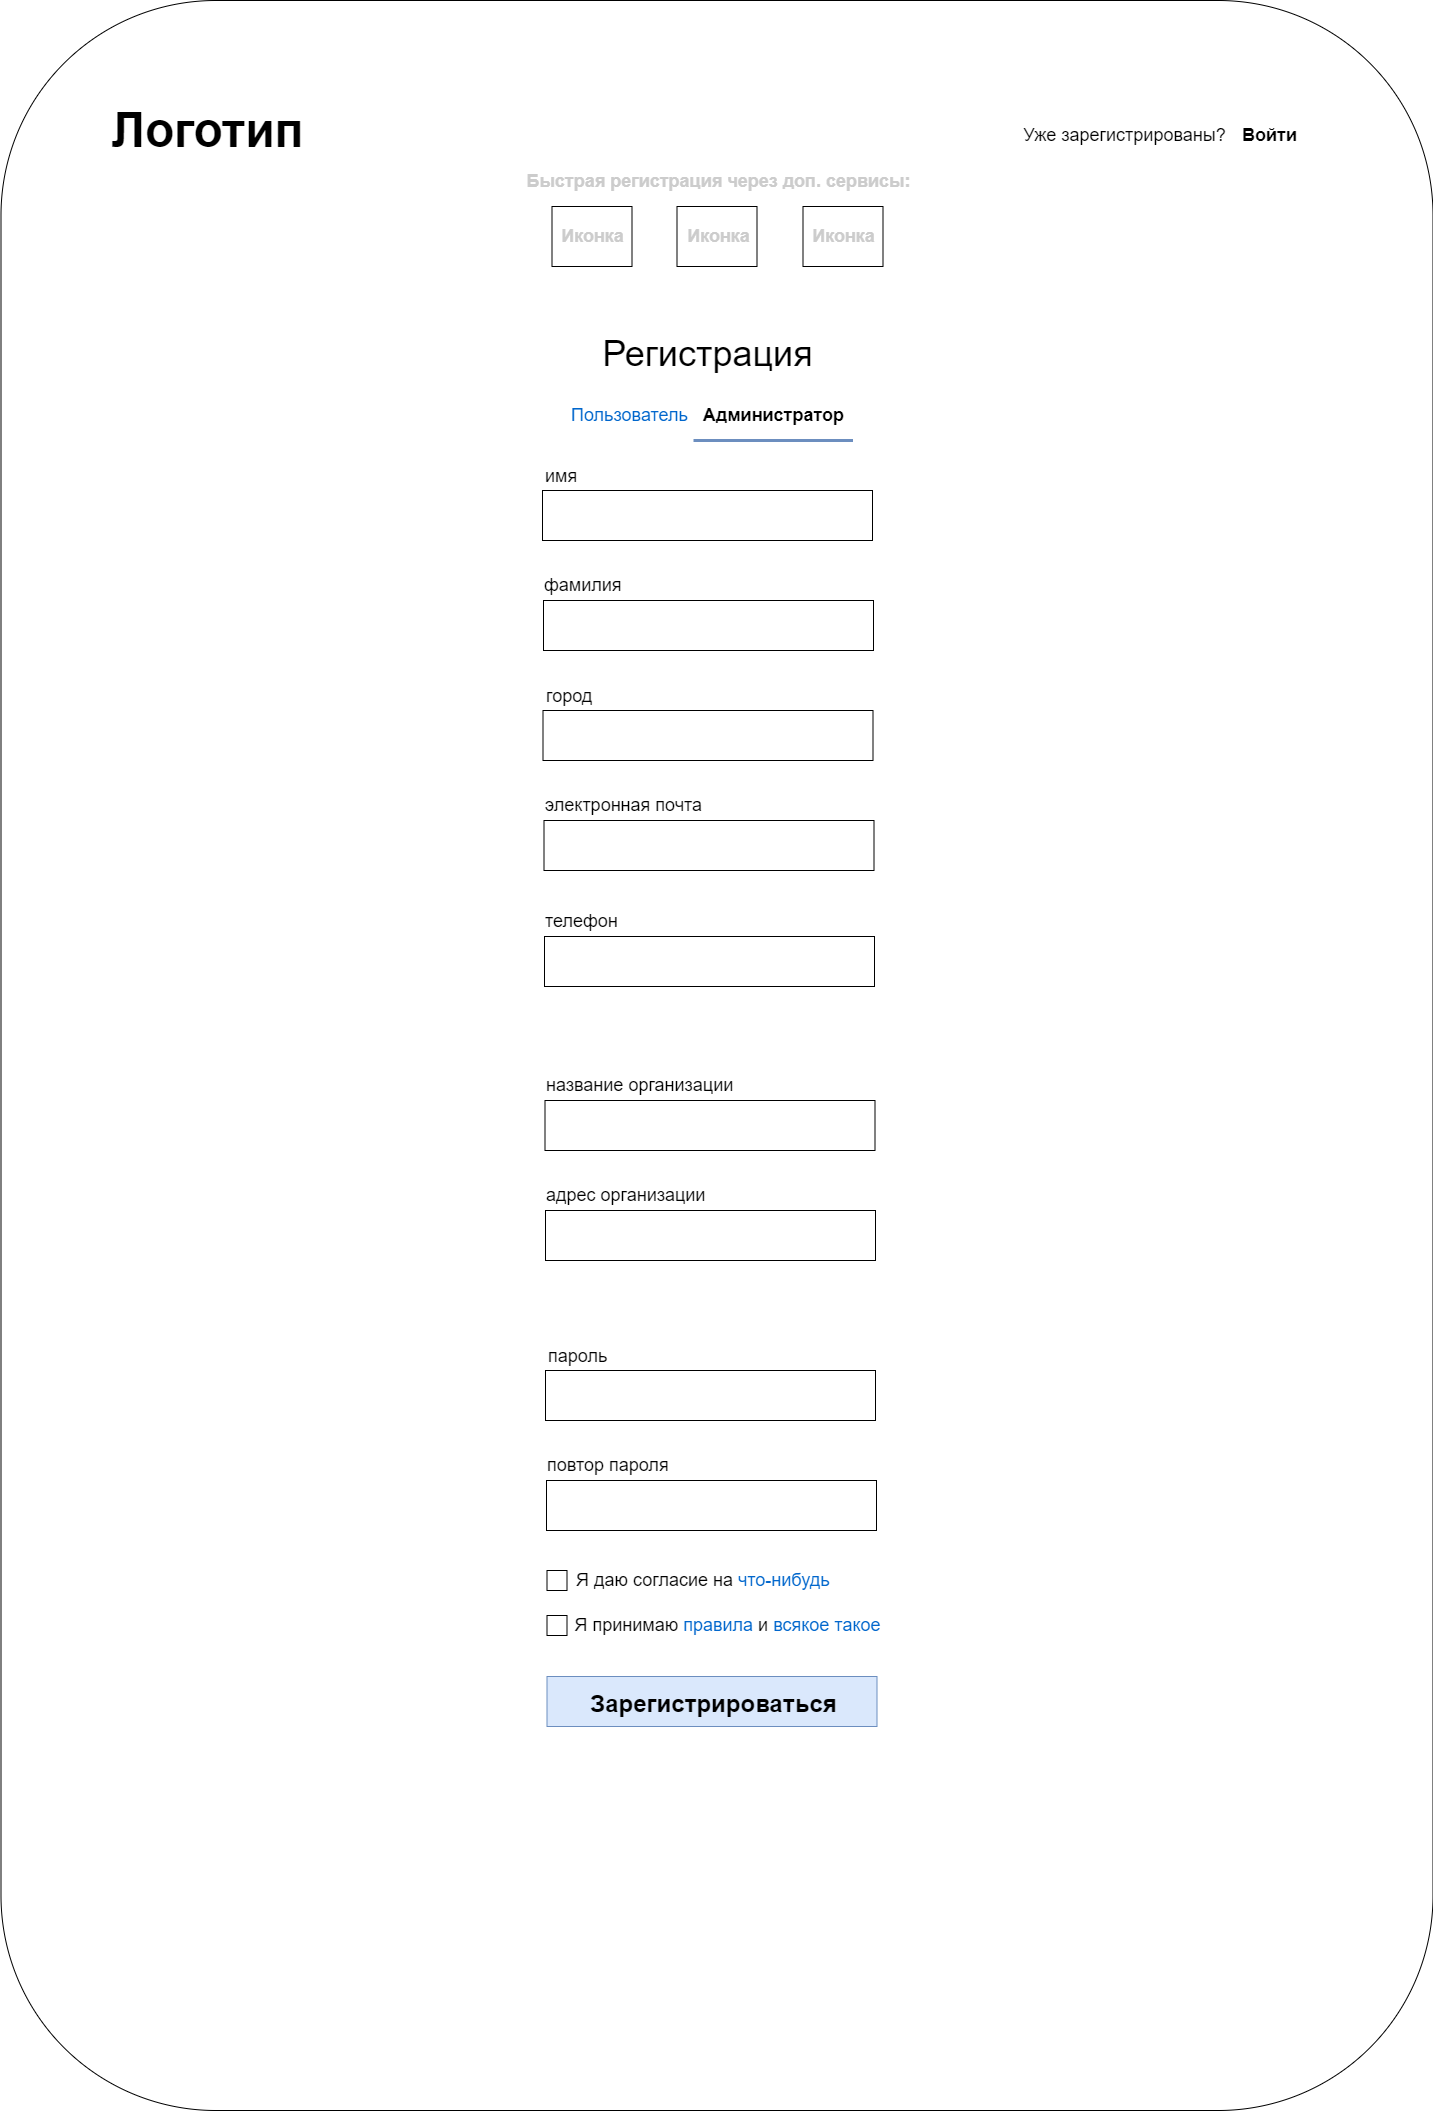 Логотип
Уже зарегистрированы? Войти
Быстрая регистрация через доп. сервисы:
Иконка Иконка Иконка
Регистрация
Пользователь Администратор
имя
фамилия
город
электронная почта
телефон
название организации
адрес организации
пароль
повтор пароля
Я даю согласие на что-нибудь
Я принимаю правила и всякое такое
Зарегистрироваться